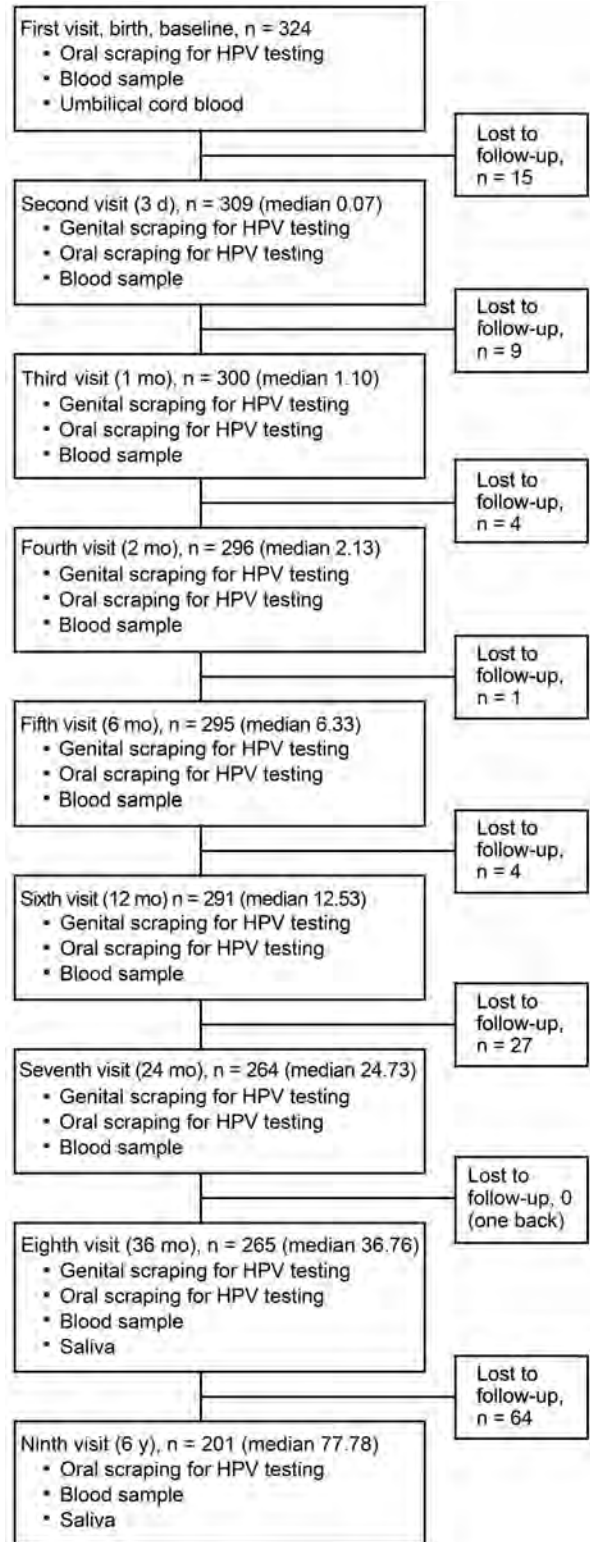 First visit, birth, baseline, n = 324
▪ Oral scraping for HPV testing
▪ Blood sample
▪ Umbilical cord blood
Lost to
follow-up,
n = 15
Second visit (3 d), n = 309 (median 0.07)
▪ Genital scraping for HPV testing
▪ Oral scraping for HPV testing
▪ Blood sample
Lost to
follow-up,
n = 9
Third visit (1 mo), n = 300 (median 1.10)
▪ Genital scraping for HPV testing
▪ Oral scraping for HPV testing
▪ Blood sample
Lost to
follow-up,
n = 4
Fourth visit (2 mo), n = 296 (median 2.13)
▪ Genital scraping for HPV testing
▪ Oral scraping for HPV testing
▪ Blood sample
Lost to
follow-up,
n = 1
Fifth visit (6 mo), n = 295 (median 6.33)
▪ Genital scraping for HPV testing
▪ Oral scraping for HPV testing
▪ Blood sample
Lost to
follow-up,
n = 4
Sixth visit (12 mo) n = 291 (median 12.53)
▪ Genital scraping for HPV testing
▪ Oral scraping for HPV testing
▪ Blood sample
Lost to
follow-up,
n = 27
Seventh visit (24 mo), n = 264 (median 24.73)
▪ Genital scraping for HPV testing
▪ Oral scraping for HPV testing
▪ Blood sample
Lost to
follow-up, 0
(one back)
Eighth visit (36 mo), n = 265 (median 36.76)
▪ Genital scraping for HPV testing
▪ Oral scraping for HPV testing
▪ Blood sample
▪ Saliva
Lost to
follow-up,
n = 64
Ninth visit (6 y), n = 201 (median 77.78)
▪ Oral scraping for HPV testing
▪ Blood sample
▪ Saliva